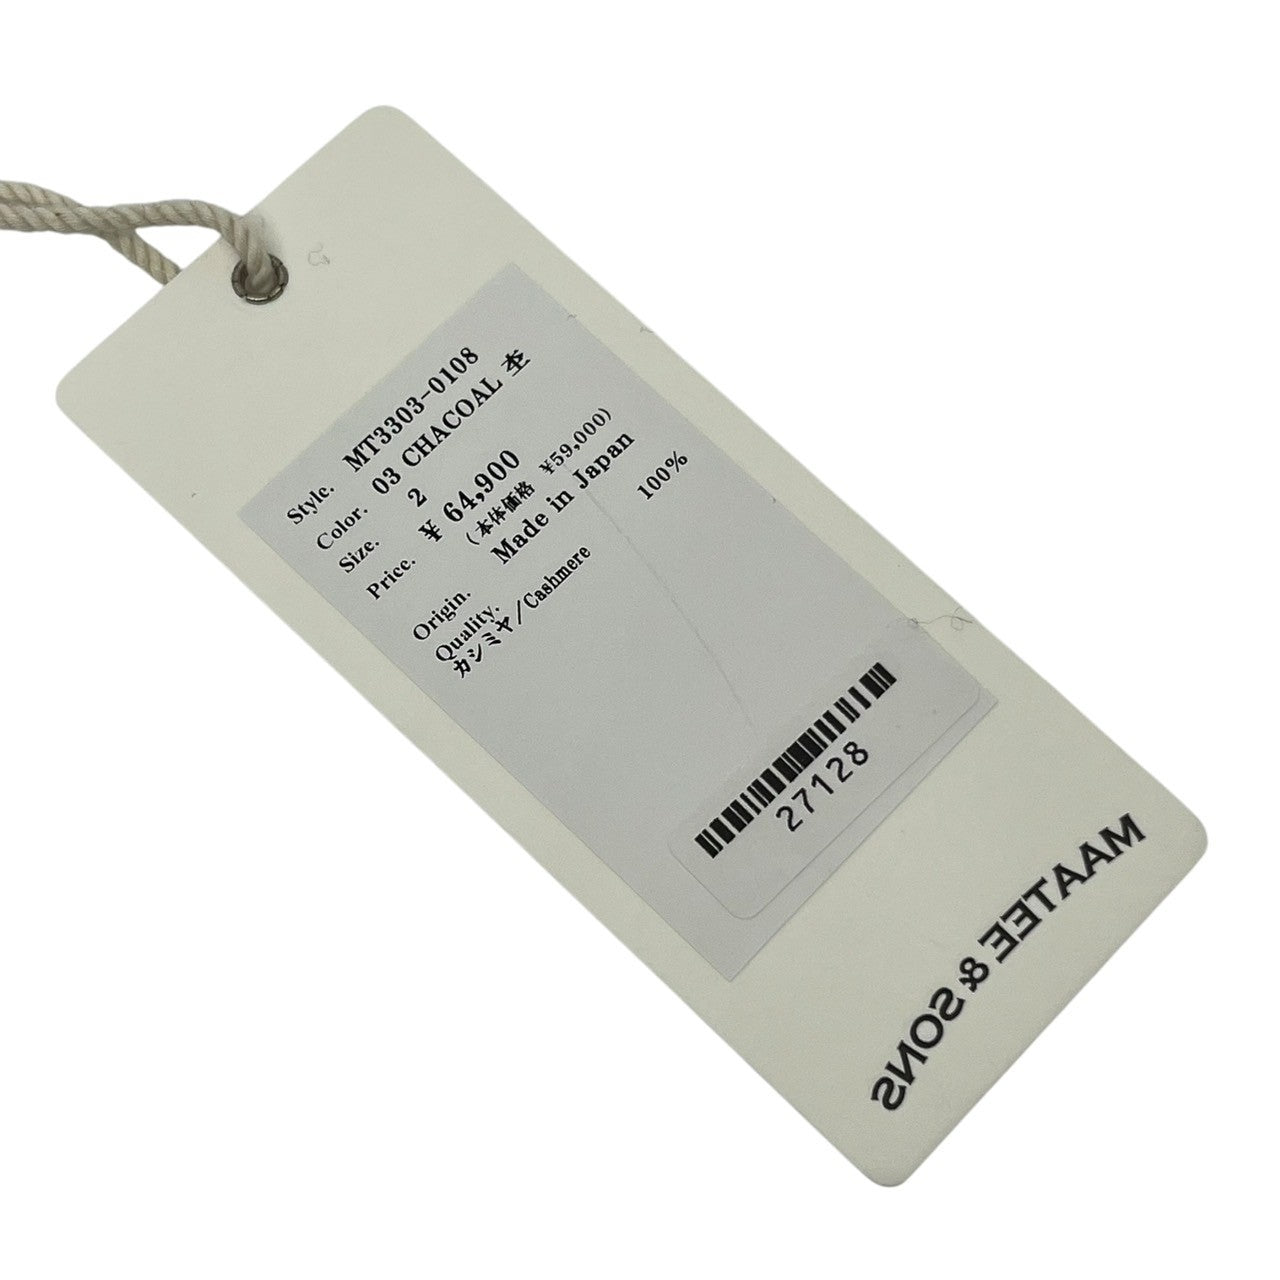 Style. MT3303-0108
Color. 03 CHACOAL 杢
Size. 2
Price. ¥ 64,900
(本体価格 ¥59,000)
Origin. Made in Japan
Quality.
カシミヤ/Cashmere 100%
27128
MAATEE & SONS